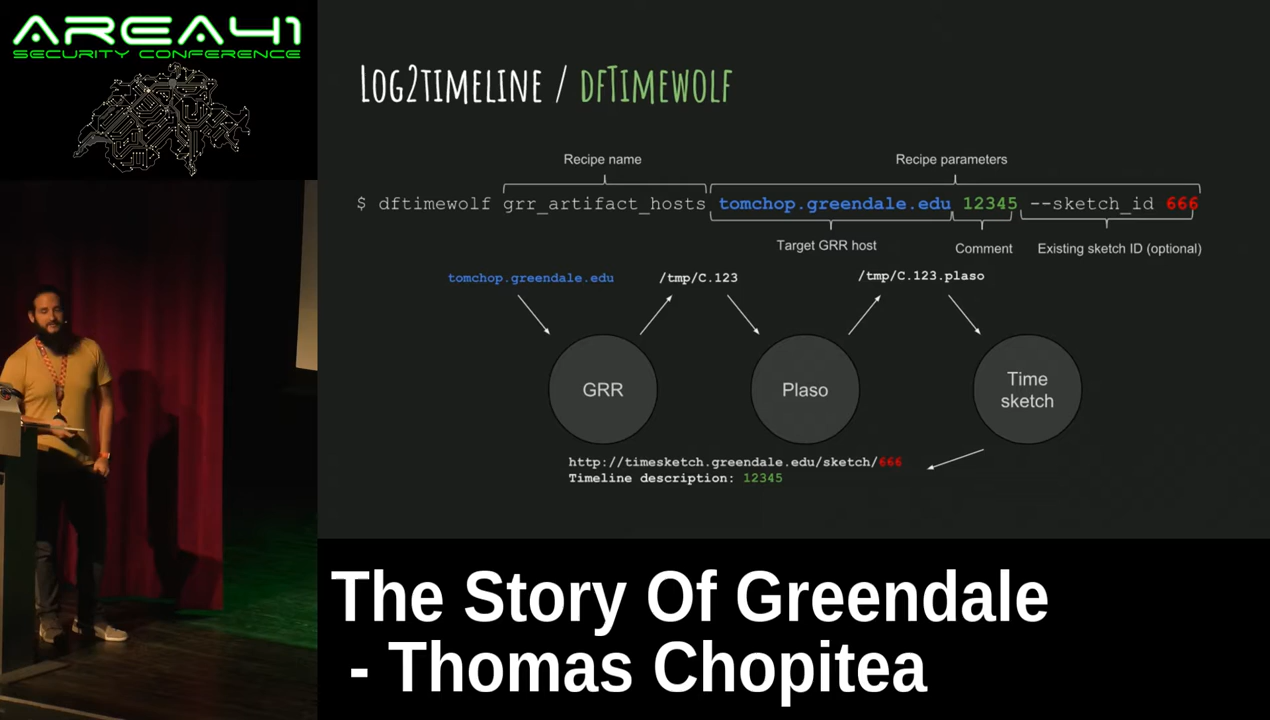 AREA41
SECURITY CONFERENCE
Log2timeline / dfTimewolf
Recipe name
Recipe parameters
$ dftimewolf grr_artifact_hosts tomchop.greendale.edu 12345 --sketch_id 666
Target GRR host
Comment
Existing sketch ID (optional)
tomchop.greendale.edu
/tmp/C.123
/tmp/C.123.plaso
GRR
Plaso
Time
sketch
http://timesketch.greendale.edu/sketch/666
Timeline description: 12345
The Story Of Greendale
- Thomas Chopitea